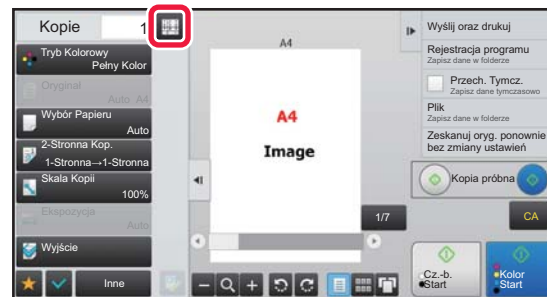 Kopie 1
Tryb Kolorowy
Pełny Kolor
Oryginał
Auto A4
Wybór Papieru
Auto
2-Stronna Kop.
1-Stronna→1-Stronna
Skala Kopii
100%
Ekspozycja
Auto
Wyjście
Inne
A4
A4
Image
1/7
Wyślij oraz drukuj
Rejestracja programu
Zapisz dane w folderze
Przech. Tymcz.
Zapisz dane tymczasowo
Plik
Zapisz dane w folderze
Zeskanuj oryg. ponownie
bez zmiany ustawień
Kopia próbna
CA
Cz.-b.
Start
Kolor
Start